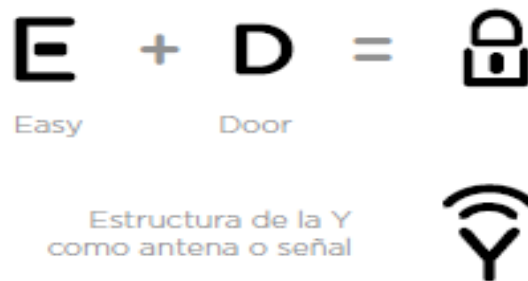 E + D =
Easy Door
Estructura de la Y
como antena o señal
Y